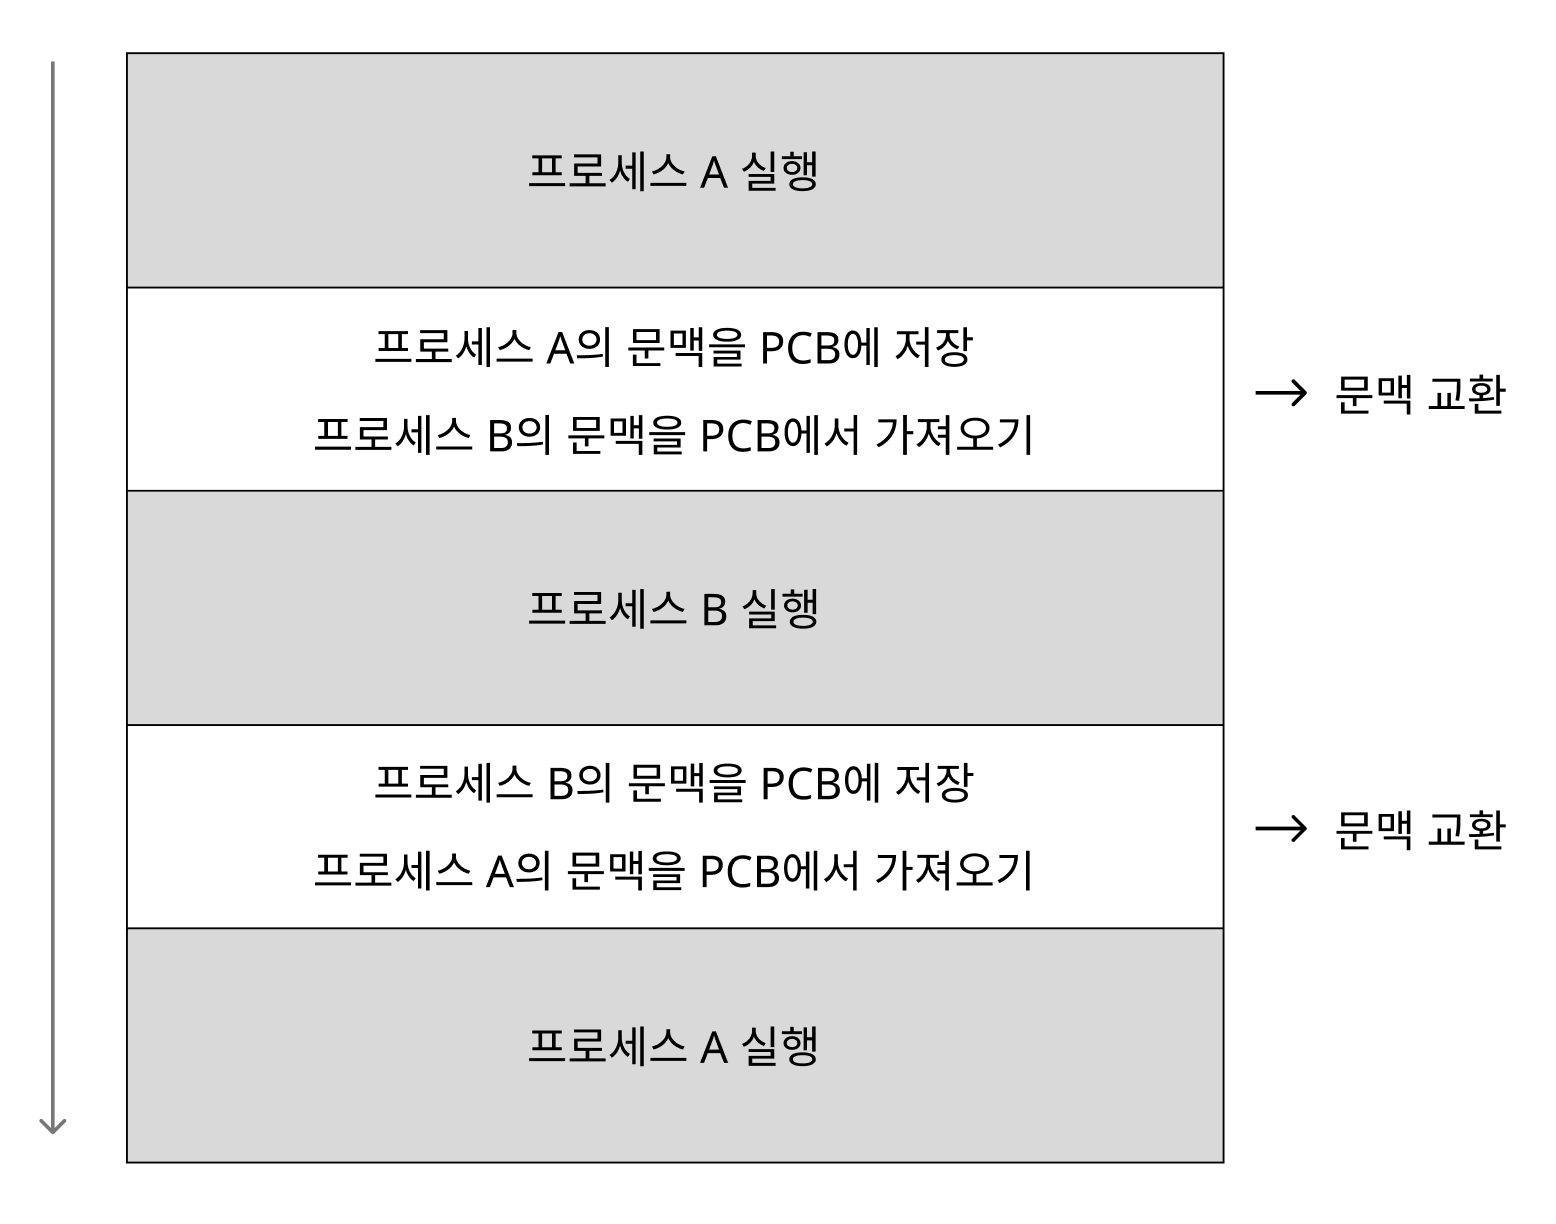 프로세스 A 실행
프로세스 A의 문맥을 PCB에 저장
프로세스 B의 문맥을 PCB에서 가져오기
→ 문맥 교환
프로세스 B 실행
프로세스 B의 문맥을 PCB에 저장
프로세스 A의 문맥을 PCB에서 가져오기
→ 문맥 교환
프로세스 A 실행